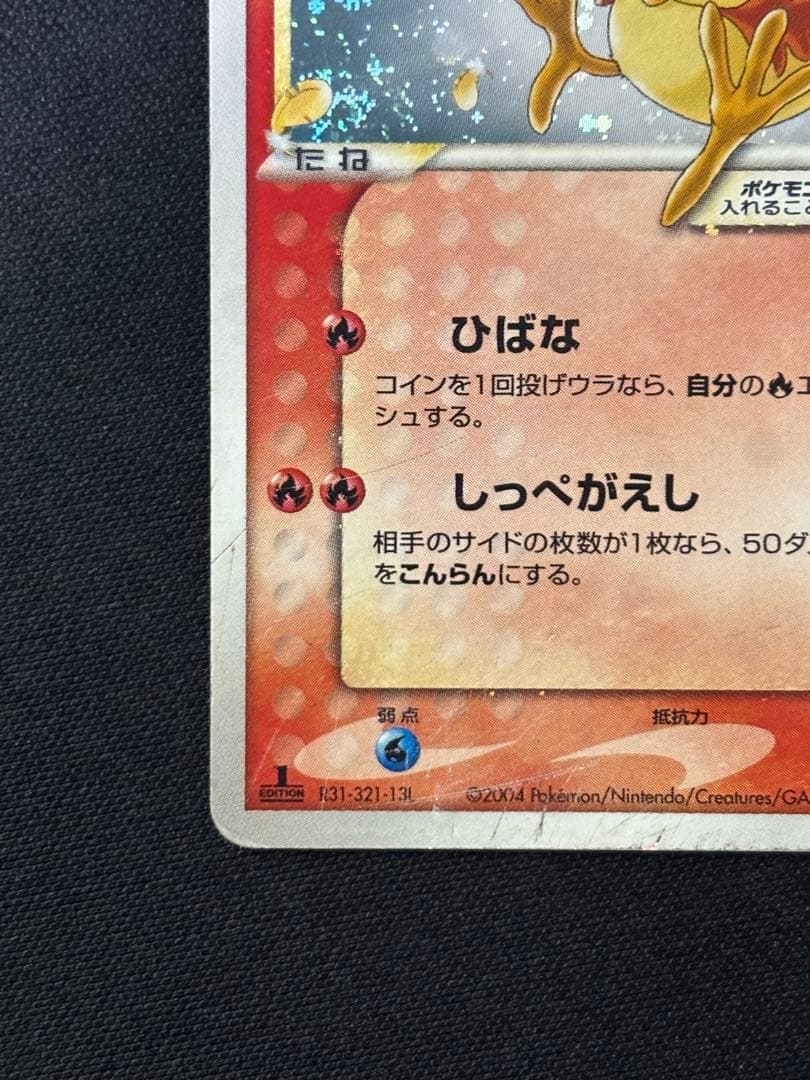 たね
ポケモ
入れるこ
ひばな
コインを1回投げウラなら、自分の
シュする。
しっぺがえし
相手のサイドの枚数が1枚なら、50ダ
をこんらんにする。
弱点
抵抗力
1
EDITION
R31-321-13L
©2004 Pokémon/Nintendo/Creatures/GA